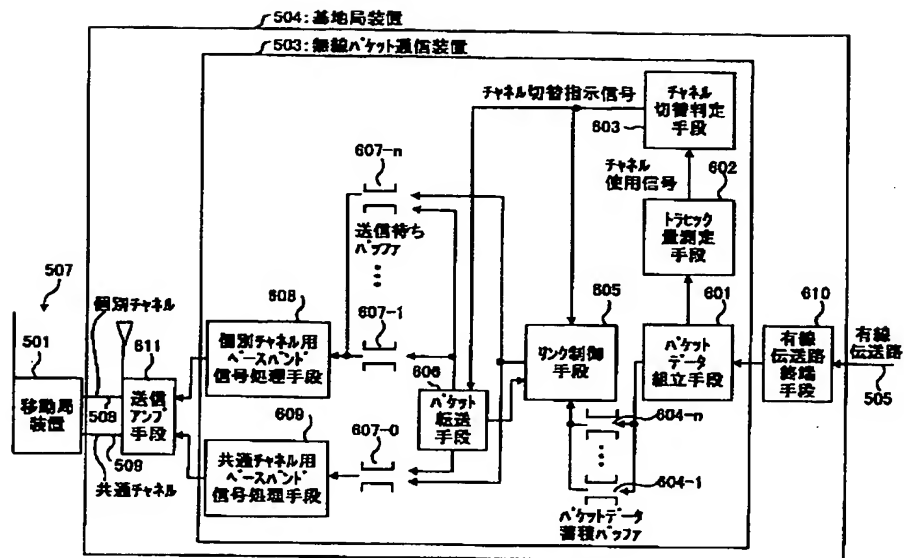 504:基地局装置
503:無線パケット通信装置
チャネル切替指示信号
チャネル
切替判定
手段
603
607-n
チャネル
使用信号
602
送信待ち
バッファ
トラヒック
量測定
手段
507
個別チャネル
608
607-1
605
601
610
有線
伝送路
501
611
個別チャネル用
ベースバンド
信号処理手段
606
リンク制御
手段
パケット
データ
組立手段
有線
伝送路
終端
手段
505
移動局
装置
508
送信
アンプ
手段
609
パケット
転送
手段
604-n
509
共通チャネル
607-0
共通チャネル用
ベースバンド
信号処理手段
604-1
パケットデータ
蓄積バッファ